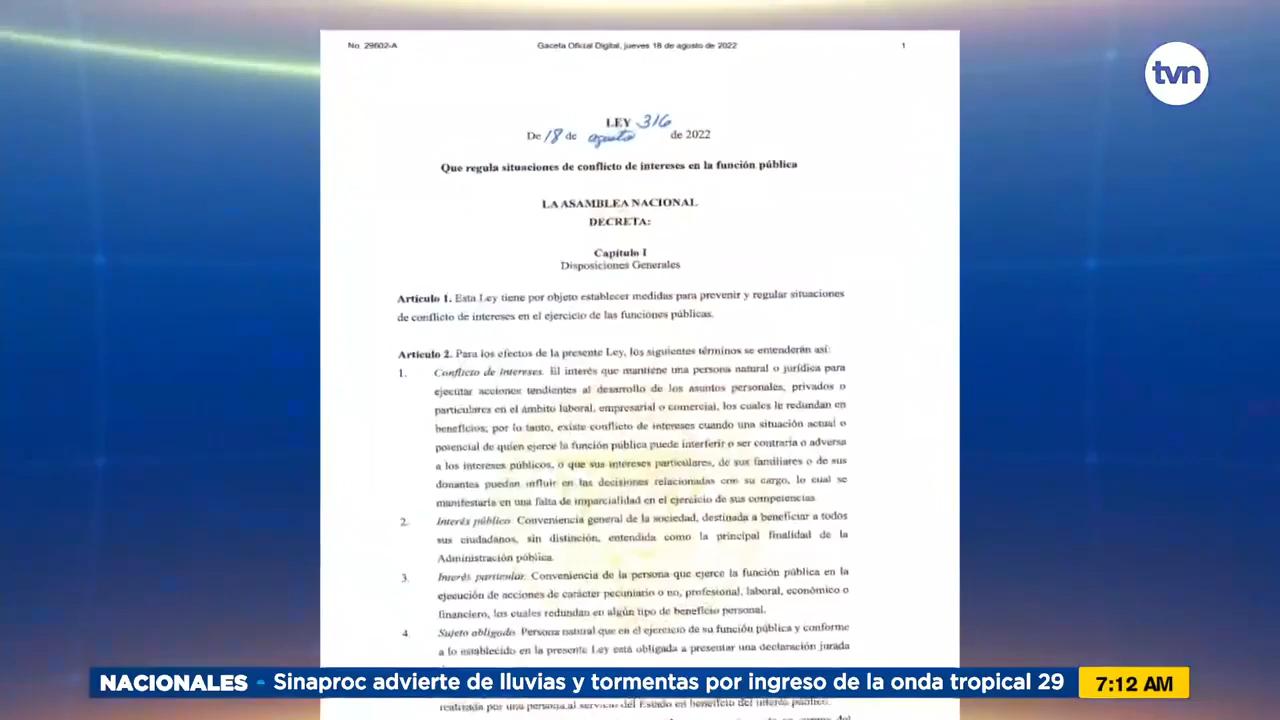 No. 29602-A Gaceta Oficial Digital, jueves 18 de agosto de 2022 1
tvn
LEY 316
De 18 de agosto de 2022
Que regula situaciones de conflicto de intereses en la función pública
LA ASAMBLEA NACIONAL
DECRETA:
Capítulo I
Disposiciones Generales
Artículo 1. Esta Ley tiene por objeto establecer medidas para prevenir y regular situaciones
de conflicto de intereses en el ejercicio de las funciones públicas.
Artículo 2. Para los efectos de la presente Ley, los siguientes términos se entenderán así:
1. Conflicto de intereses. El interés que mantiene una persona natural o jurídica para
ejecutar acciones tendientes al desarrollo de los asuntos personales, privados o
particulares en el ámbito laboral, empresarial o comercial, los cuales le redundan en
beneficios; por lo tanto, existe conflicto de intereses cuando una situación actual o
potencial de quien ejerce la función pública puede interferir o ser contraria o adversa
a los intereses públicos, o que sus intereses particulares, de sus familiares o de sus
donantes puedan influir en las decisiones relacionadas con su cargo, lo cual se
manifestaría en una falta de imparcialidad en el ejercicio de sus competencias.
2. Interés público. Conveniencia general de la sociedad, destinada a beneficiar a todos
sus ciudadanos, sin distinción, entendida como la principal finalidad de la
Administración pública.
3. Interés particular. Conveniencia de la persona que ejerce la función pública en la
ejecución de acciones de carácter pecuniario o no, profesional, laboral, económico o
financiero, los cuales redundan en algún tipo de beneficio personal.
4. Sujeto obligado. Persona natural que en el ejercicio de su función pública y conforme
a lo establecido en la presente Ley está obligada a presentar una declaración jurada
NACIONALES - Sinaproc advierte de lluvias y tormentas por ingreso de la onda tropical 29 7:12 AM
realizada por una persona al servicio del Estado en beneficio del interés público.